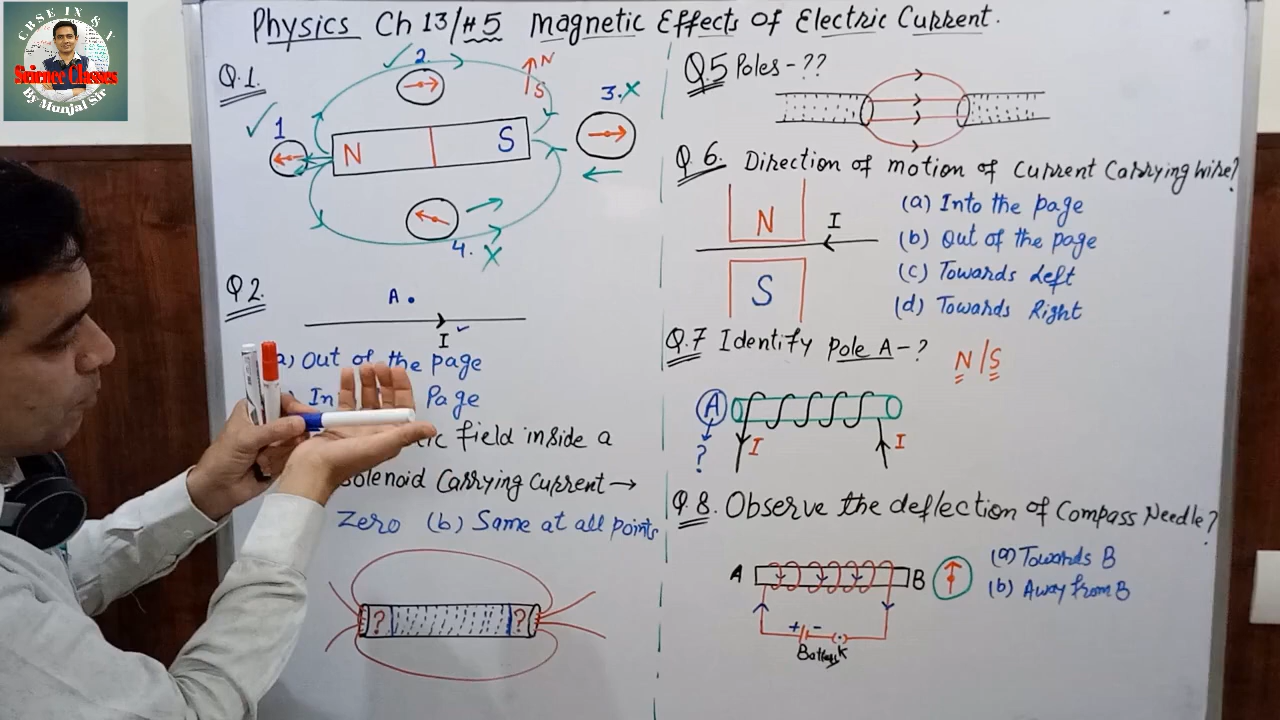 CBSE IX & X
Science Classes
By Munjal Sir
Physics Ch 13/#5 Magnetic Effects of Electric Current.
Q.1
1
2.
N
S
3. X
N S
4. X
Q 2.
A .
I
a) Out of the page
In Page
field inside a
Solenoid Carrying Current →
Zero (b) Same at all points
? ?
Q.5 Poles - ??
Q.6. Direction of motion of Current Carrying wire?
N
I
S
(a) Into the page
(b) Out of the page
(c) Towards Left
(d) Towards Right
Q.7 Identify Pole A - ?
N/S
A
?
I I
Q.8. Observe the deflection of Compass Needle?
A B
+ -
Battery K
(a) Towards B
(b) Away from B